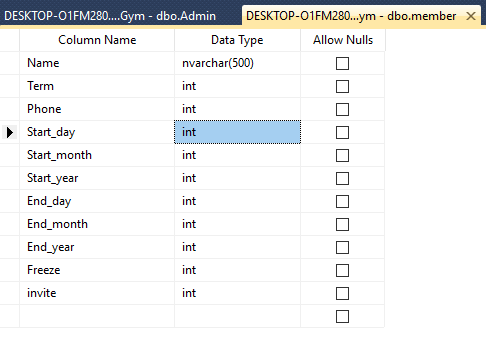 DESKTOP-O1FM280....Gym - dbo.Admin
DESKTOP-O1FM280...ym - dbo.member
Column Name Data Type Allow Nulls
Name nvarchar(500)
Term int
Phone int
Start_day int
Start_month int
Start_year int
End_day int
End_month int
End_year int
Freeze int
invite int